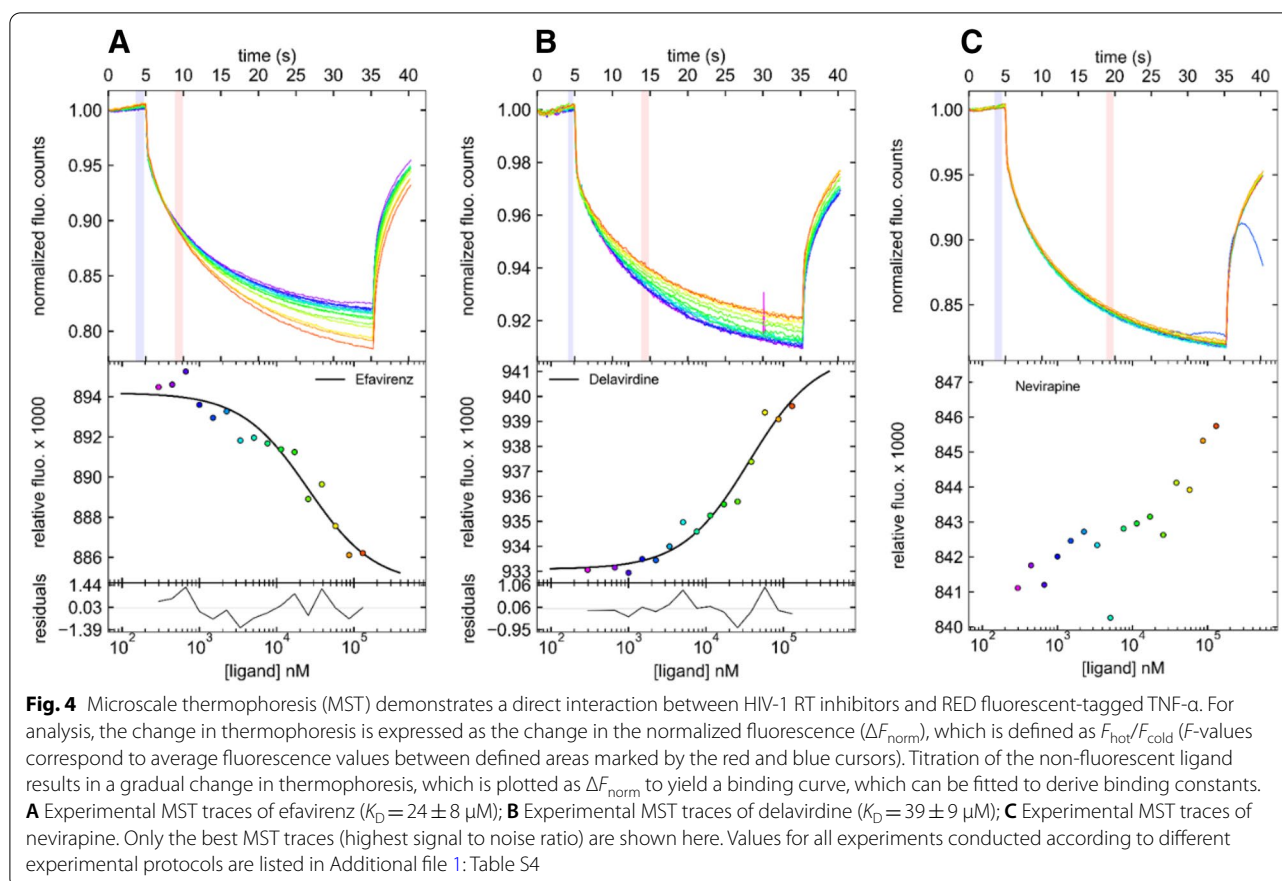 A
B
C
time (s)
time (s)
time (s)
0 5 10 15 20 25 30 35 40
0 5 10 15 20 25 30 35 40
0 5 10 15 20 25 30 35 40
normalized fluo. counts
1.00
0.95
0.90
0.85
0.80
normalized fluo. counts
1.00
0.98
0.96
0.94
0.92
normalized fluo. counts
1.00
0.95
0.90
0.85
relative fluo. x 1000
894
892
890
888
886
Efavirenz
relative fluo. x 1000
941
940
939
938
937
936
935
934
933
Delavirdine
relative fluo. x 1000
847
846
845
844
843
842
841
840
Nevirapine
residuals
1.44
0.03
−1.39
residuals
1.06
0.06
−0.95
10² 10³ 10⁴ 10⁵
10² 10³ 10⁴ 10⁵
10² 10³ 10⁴ 10⁵
[ligand] nM
[ligand] nM
[ligand] nM
Fig. 4 Microscale thermophoresis (MST) demonstrates a direct interaction between HIV-1 RT inhibitors and RED fluorescent-tagged TNF-α. For
analysis, the change in thermophoresis is expressed as the change in the normalized fluorescence (ΔFnorm), which is defined as Fhot/Fcold (F-values
correspond to average fluorescence values between defined areas marked by the red and blue cursors). Titration of the non-fluorescent ligand
results in a gradual change in thermophoresis, which is plotted as ΔFnorm to yield a binding curve, which can be fitted to derive binding constants.
A Experimental MST traces of efavirenz (KD = 24 ± 8 µM); B Experimental MST traces of delavirdine (KD = 39 ± 9 µM); C Experimental MST traces of
nevirapine. Only the best MST traces (highest signal to noise ratio) are shown here. Values for all experiments conducted according to different
experimental protocols are listed in Additional file 1: Table S4